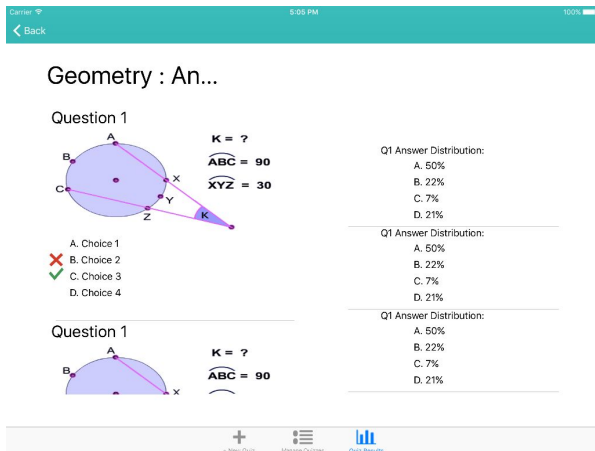 Carrier 5:05 PM 100%
Back
Geometry : An...
Question 1
A
B
C
X
Y
Z
K
K = ?
ABC = 90
XYZ = 30
A. Choice 1
B. Choice 2
C. Choice 3
D. Choice 4
Question 1
A
B
X
K = ?
ABC = 90
Q1 Answer Distribution:
A. 50%
B. 22%
C. 7%
D. 21%
Q1 Answer Distribution:
A. 50%
B. 22%
C. 7%
D. 21%
Q1 Answer Distribution:
A. 50%
B. 22%
C. 7%
D. 21%